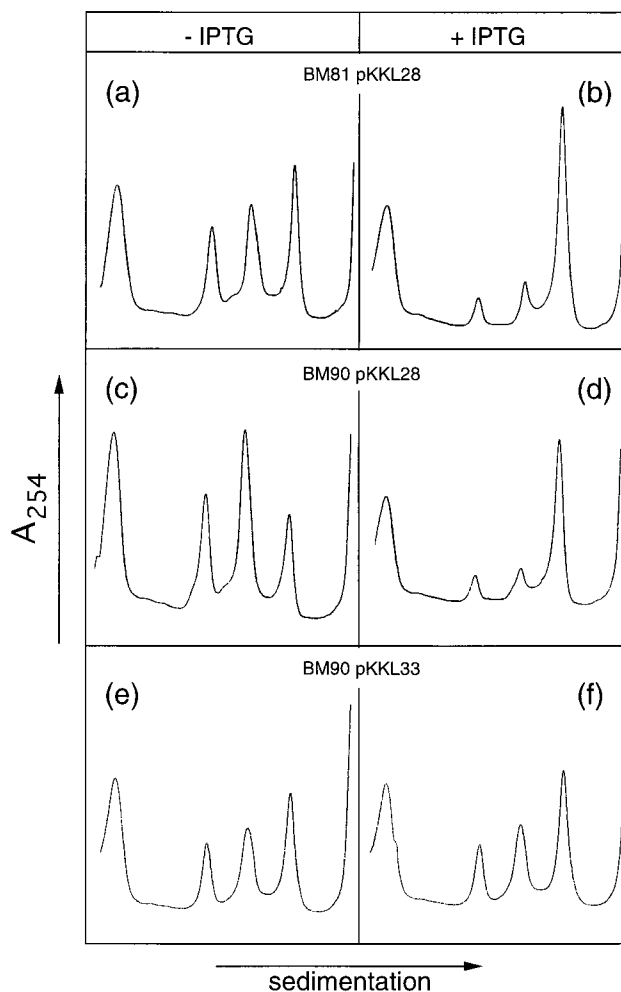 - IPTG + IPTG
BM81 pKKL28
(a) (b)
BM90 pKKL28
(c) (d)
BM90 pKKL33
(e) (f)
A254
sedimentation